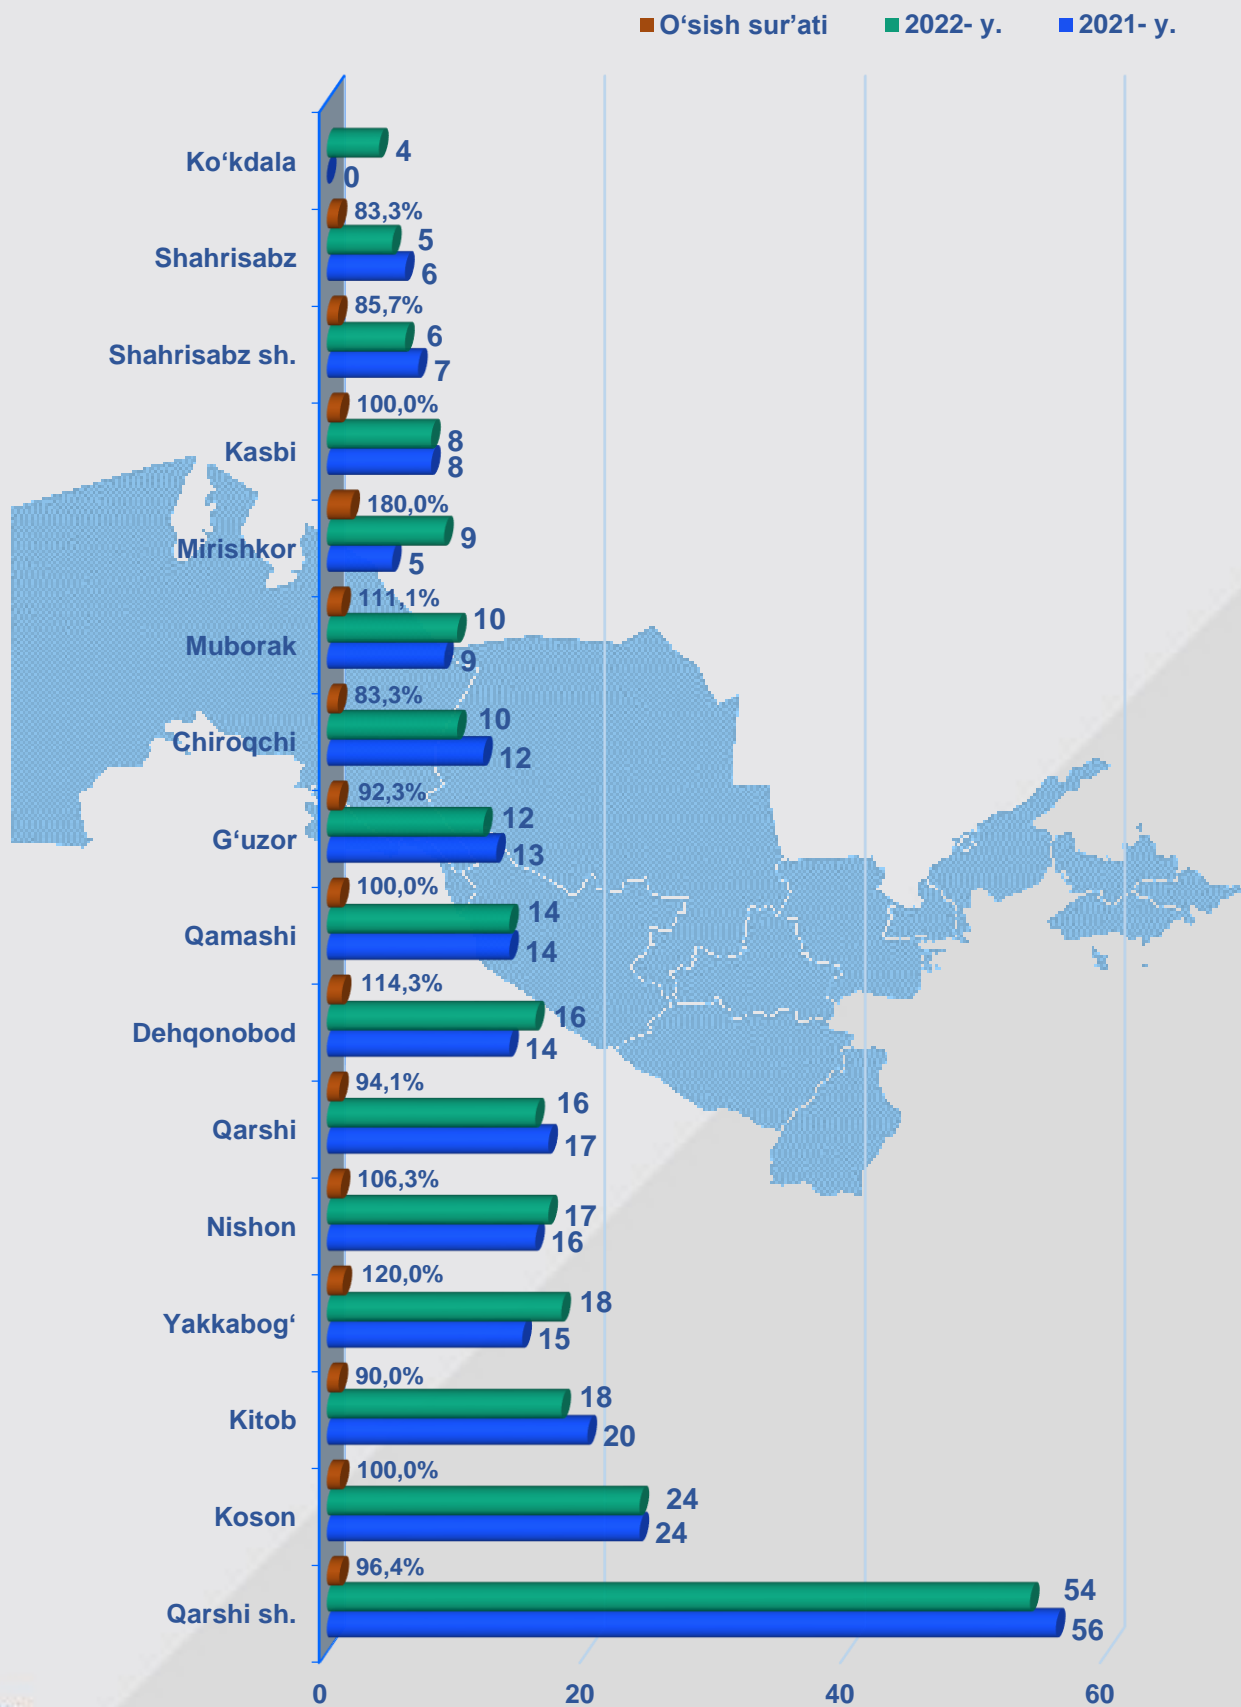 O‘sish sur’ati 2022- y. 2021- y.
Ko‘kdala
4
0
83,3%
Shahrisabz
5
6
85,7%
Shahrisabz sh.
6
7
100,0%
Kasbi
8
8
180,0%
Mirishkor
9
5
111,1%
Muborak
10
9
83,3%
Chiroqchi
10
12
92,3%
G‘uzor
12
13
100,0%
Qamashi
14
14
114,3%
Dehqonobod
16
14
94,1%
Qarshi
16
17
106,3%
Nishon
17
16
120,0%
Yakkabog‘
18
15
90,0%
Kitob
18
20
100,0%
Koson
24
24
96,4%
Qarshi sh.
54
56
0 20 40 60